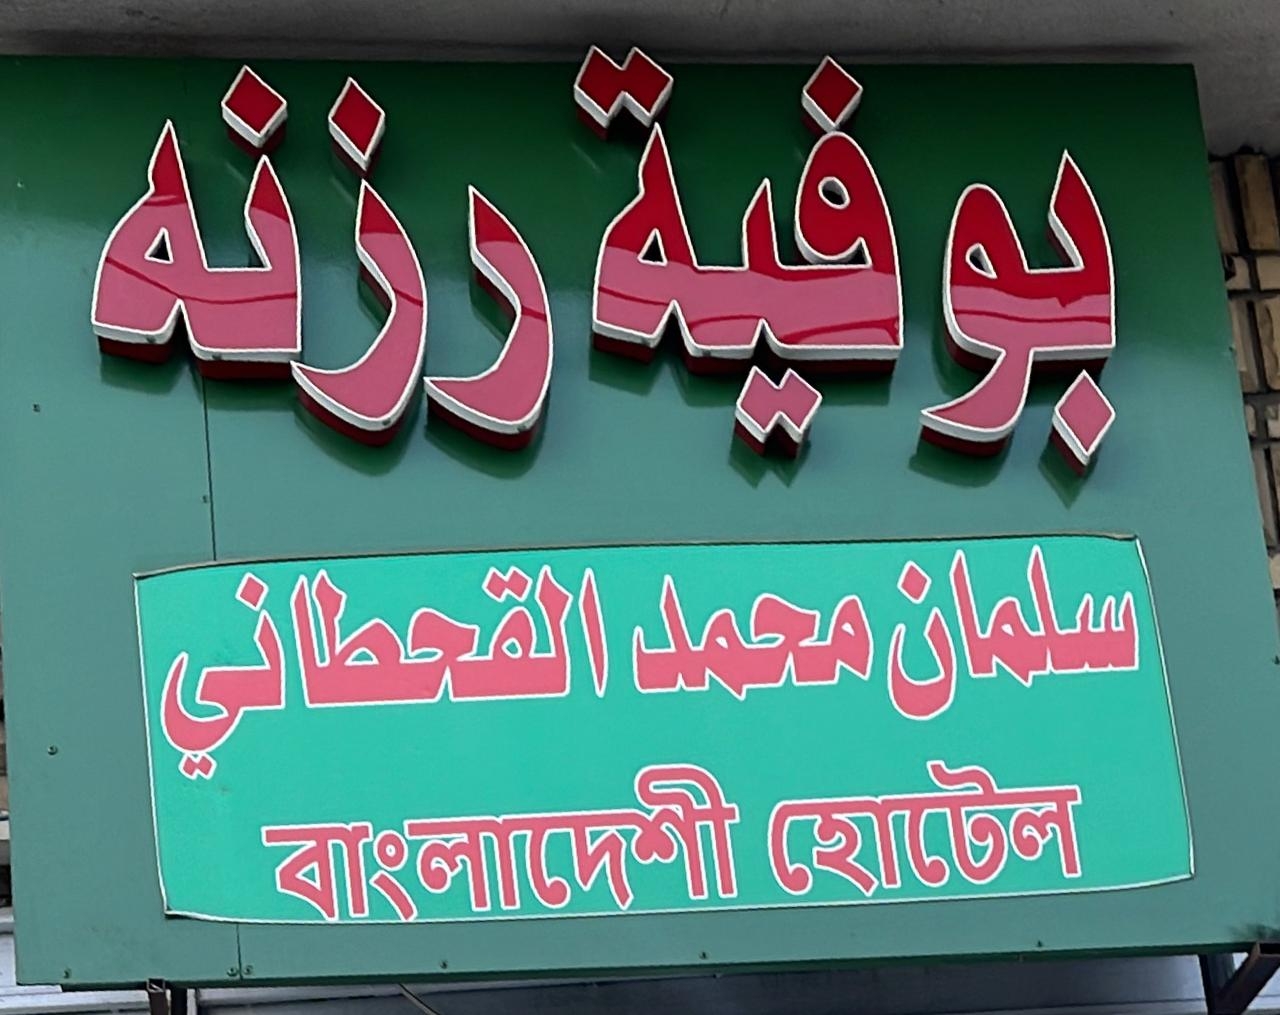 بوفية رزنه
سلمان محمد القحطاني
বাংলাদেশী হোটেল